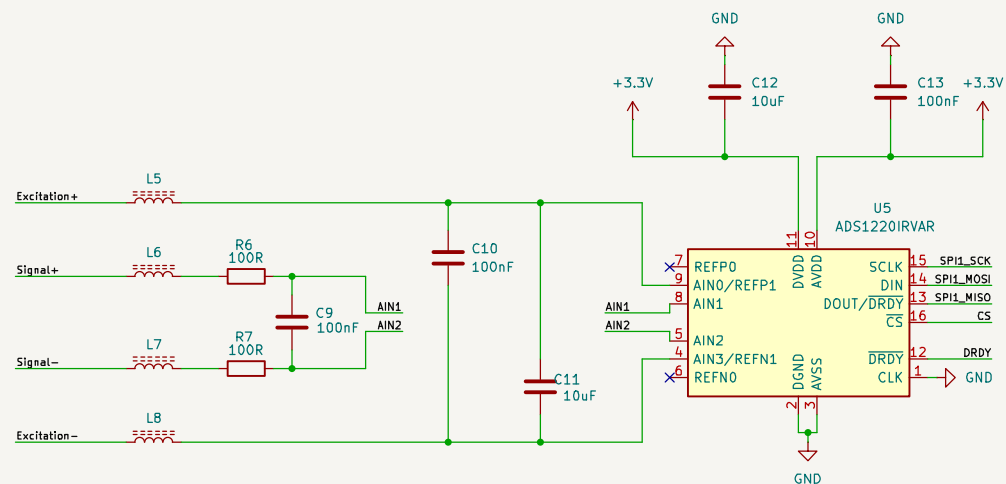 GND
GND
+3.3V
C12
10uF
C13
100nF
+3.3V
L5
Excitation+
U5
ADS1220IRVAR
L6
R6
100R
Signal+
C10
100nF
C9
100nF
AIN1
AIN2
L7
R7
100R
Signal-
C11
10uF
L8
Excitation-
AIN1
AIN2
11
10
DVDD
AVDD
7
REFP0
9
AIN0/REFP1
8
AIN1
5
AIN2
4
AIN3/REFN1
6
REFN0
SCLK
15
SPI1_SCK
DIN
14
SPI1_MOSI
DOUT/DRDY
13
SPI1_MISO
CS
16
CS
DRDY
12
DRDY
CLK
1
GND
DGND
AVSS
2
3
GND